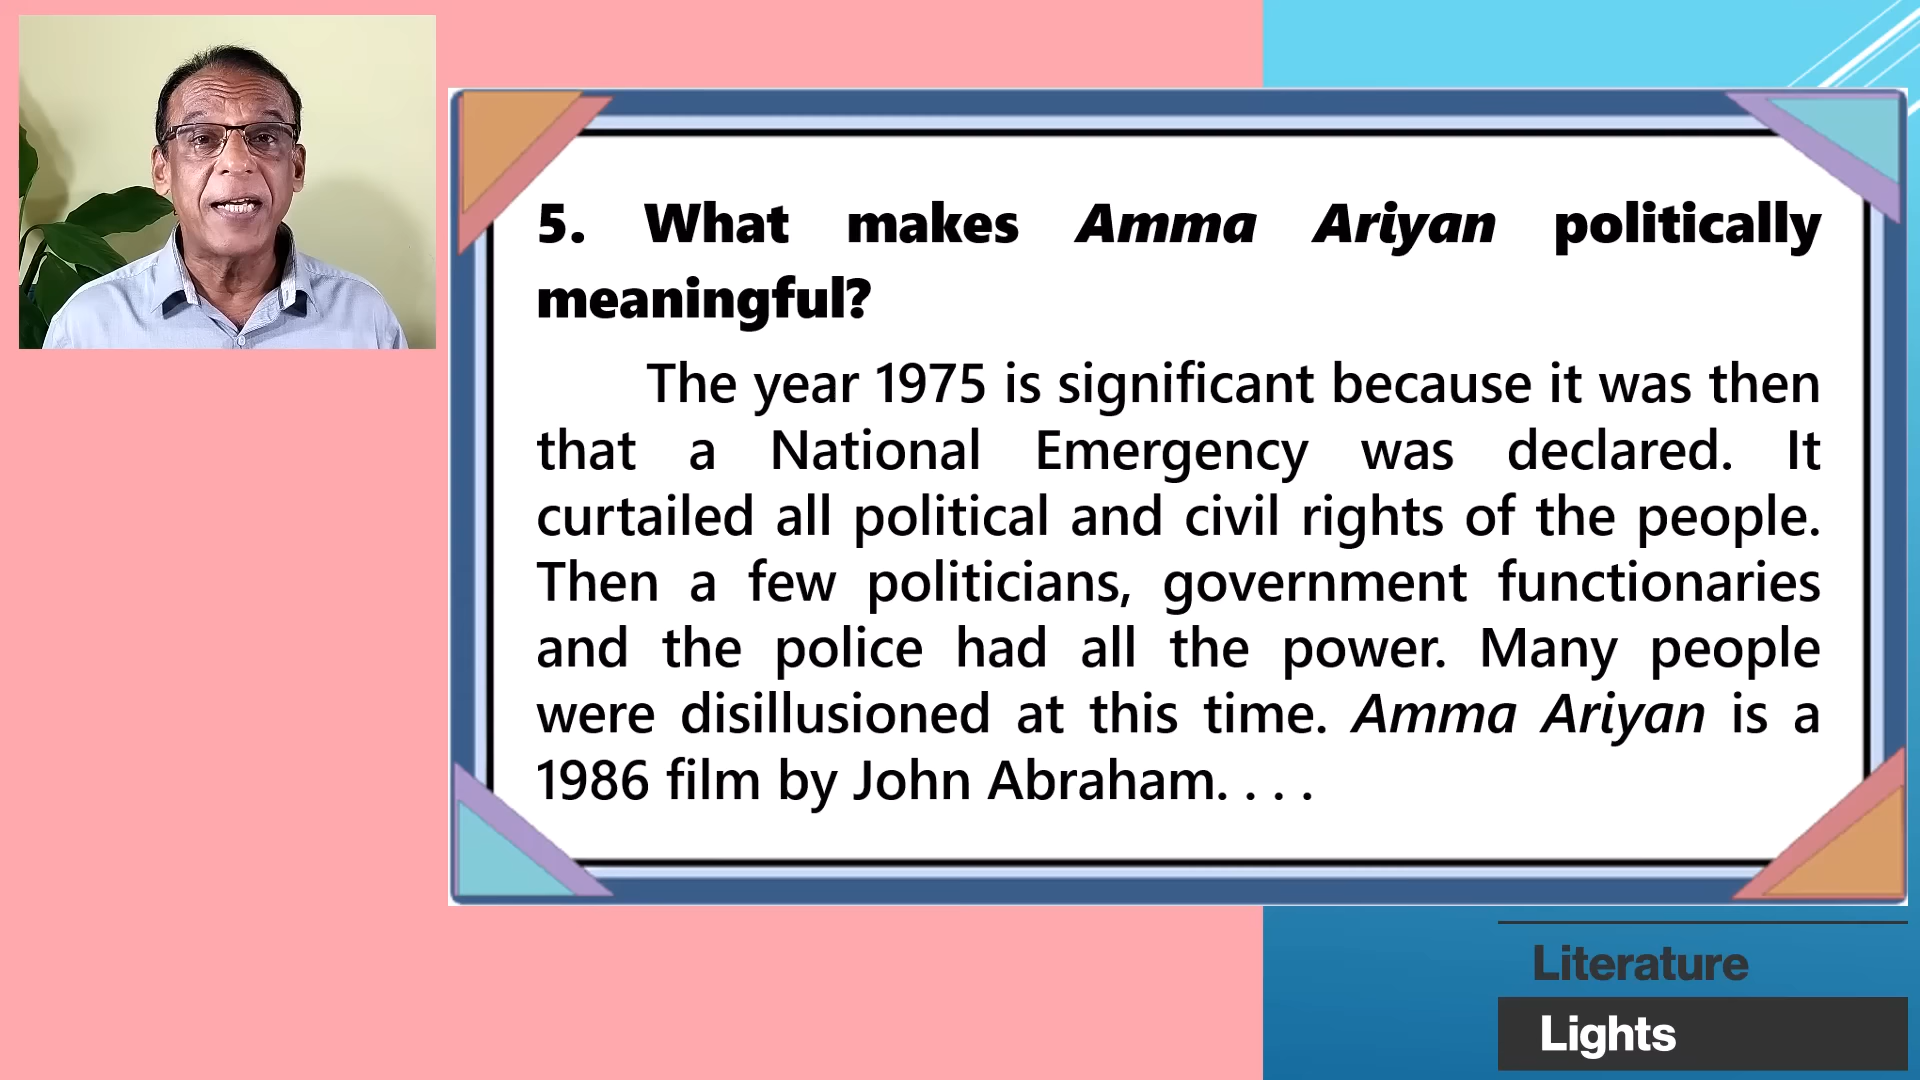 5. What makes Amma Ariyan politically
meaningful?
The year 1975 is significant because it was then
that a National Emergency was declared. It
curtailed all political and civil rights of the people.
Then a few politicians, government functionaries
and the police had all the power. Many people
were disillusioned at this time. Amma Ariyan is a
1986 film by John Abraham. . . .
Literature
Lights